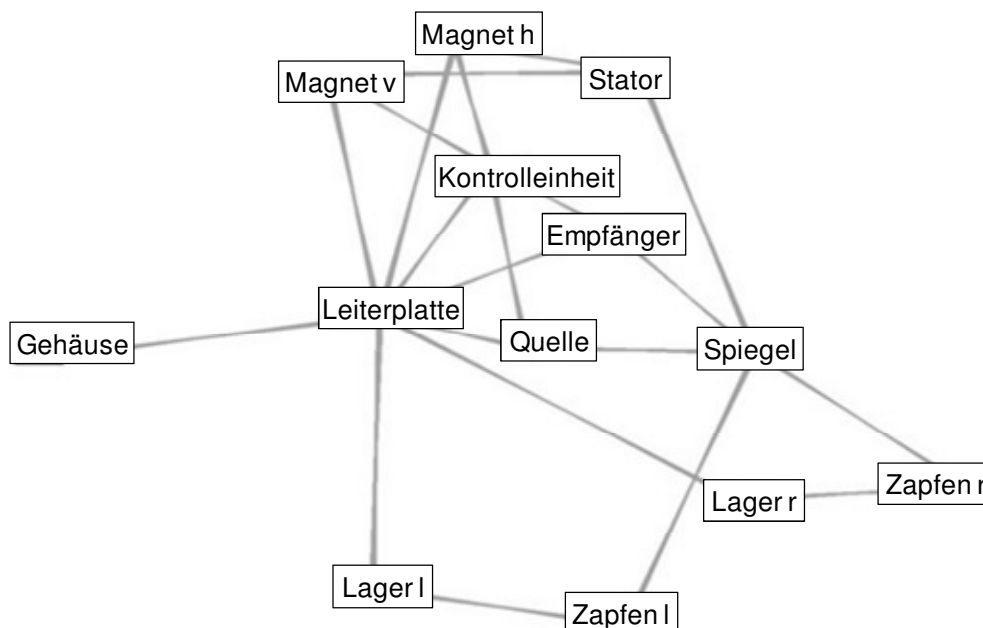 Magnet h
Magnet v
Stator
Kontrolleinheit
Empfänger
Leiterplatte
Gehäuse
Quelle
Spiegel
Lager r
Zapfen r
Lager l
Zapfen l